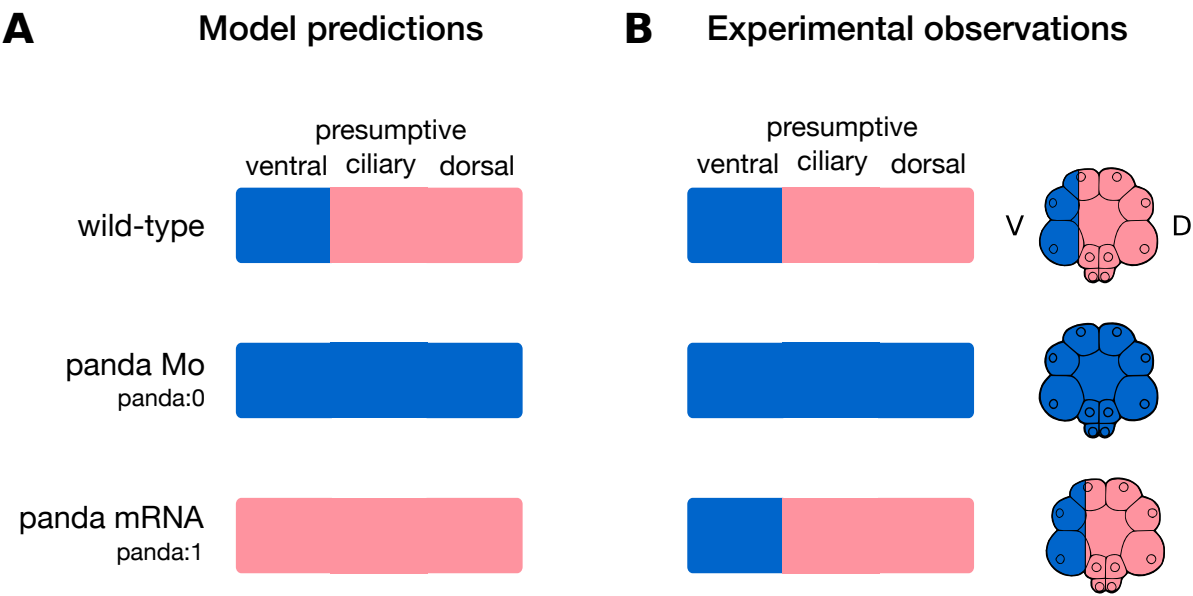 A Model predictions
presumptive
ventral ciliary dorsal
wild-type
panda Mo
panda:0
panda mRNA
panda:1
B Experimental observations
presumptive
ventral ciliary dorsal
V D